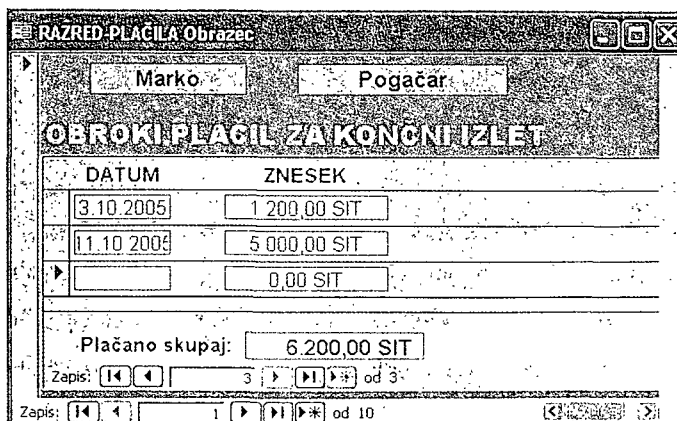 RAZRED-PLAČILA Obrazec
Marko Pogačar
OBROKI PLAČIL ZA KONČNI IZLET
DATUM ZNESEK
3.10.2005 1 200,00 SIT
11.10 2005 5 000,00 SIT
0,00 SIT
Plačano skupaj: 6.200,00 SIT
Zapis: 3 od 3
Zapis: 1 od 10